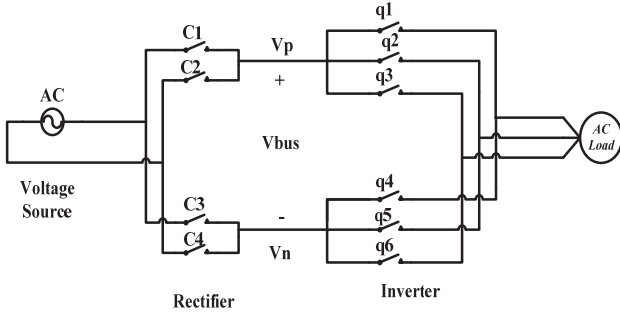 q1
C1
Vp
q2
C2
+
q3
AC
Vbus
AC
Load
Voltage
Source
C3
-
q4
C4
Vn
q5
q6
Rectifier
Inverter